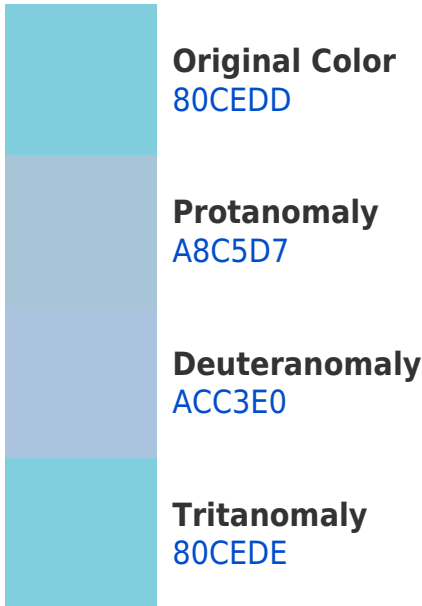 Original Color
80CEDD
Protanomaly
A8C5D7
Deuteranomaly
ACC3E0
Tritanomaly
80CEDE